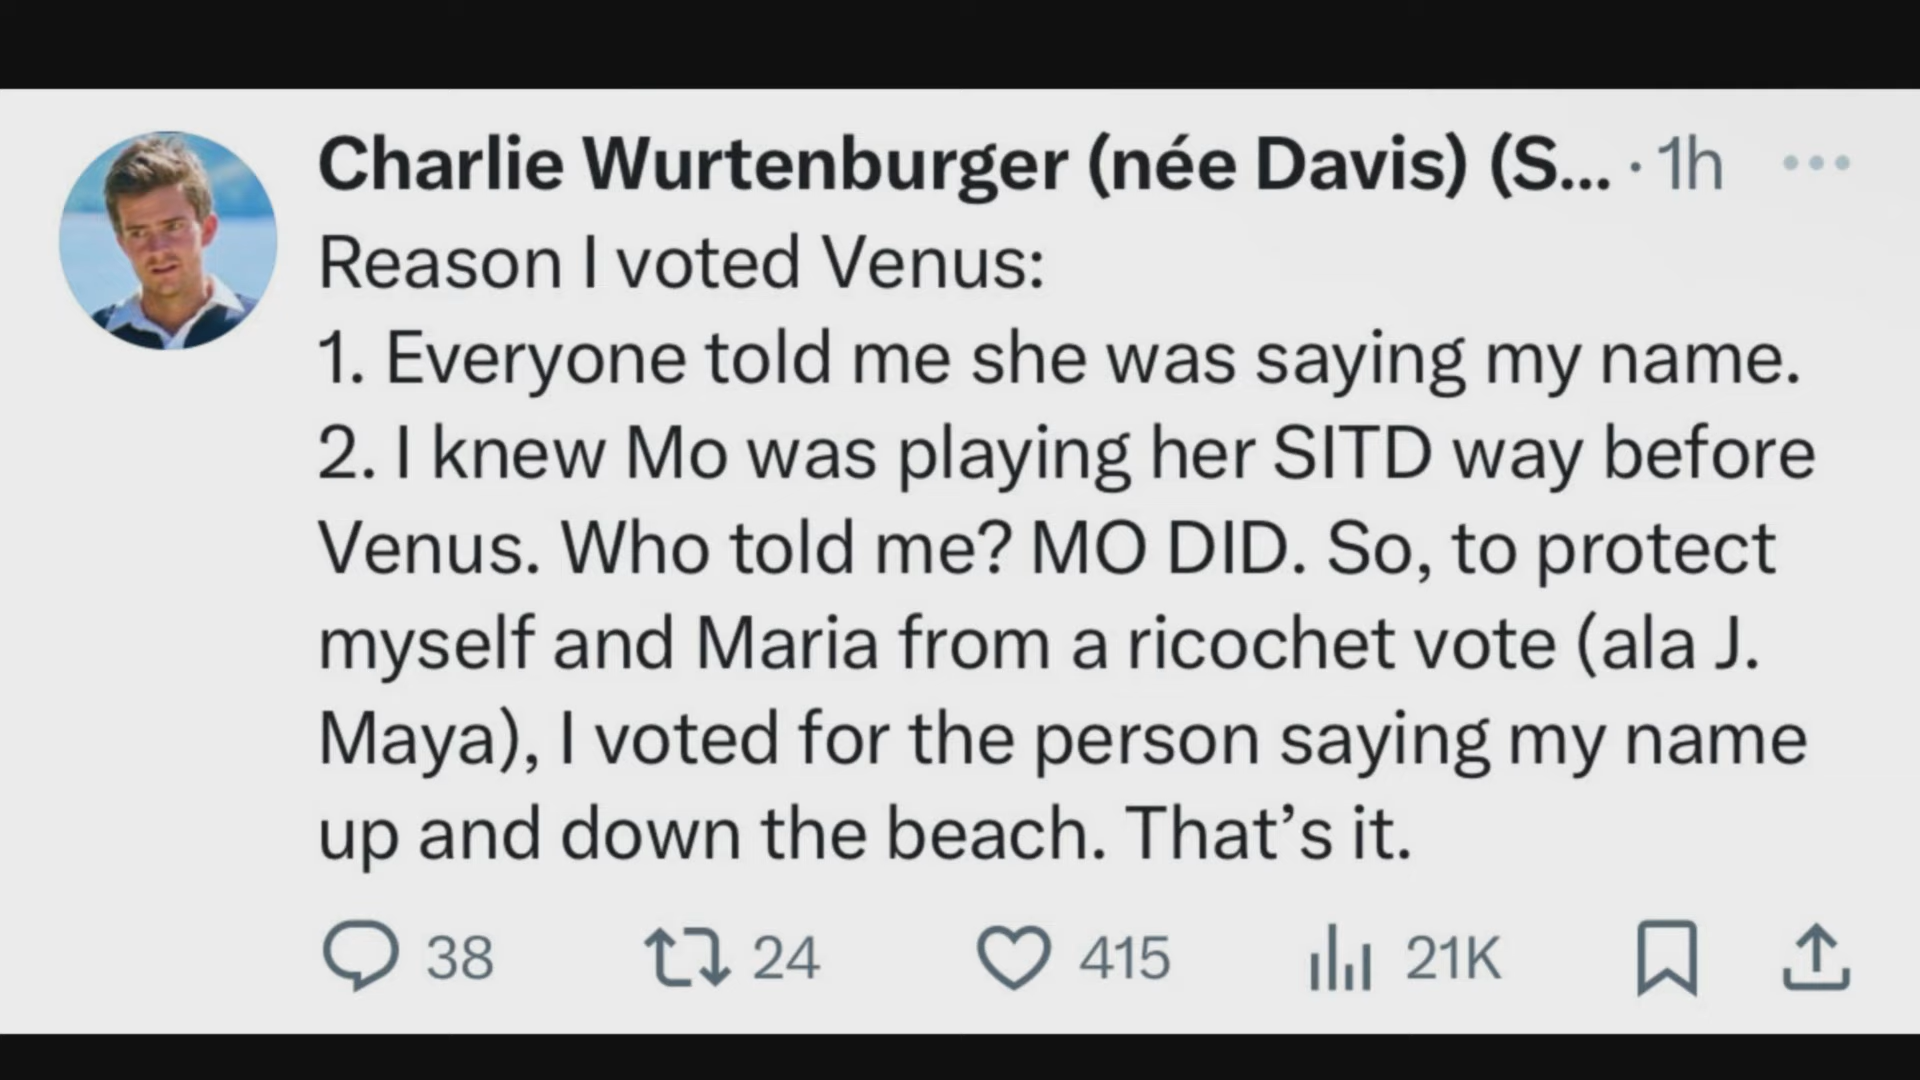 Charlie Wurtenburger (née Davis) (S... · 1h
Reason I voted Venus:
1. Everyone told me she was saying my name.
2. I knew Mo was playing her SITD way before
Venus. Who told me? MO DID. So, to protect
myself and Maria from a ricochet vote (ala J.
Maya), I voted for the person saying my name
up and down the beach. That’s it.
38 24 415 21K